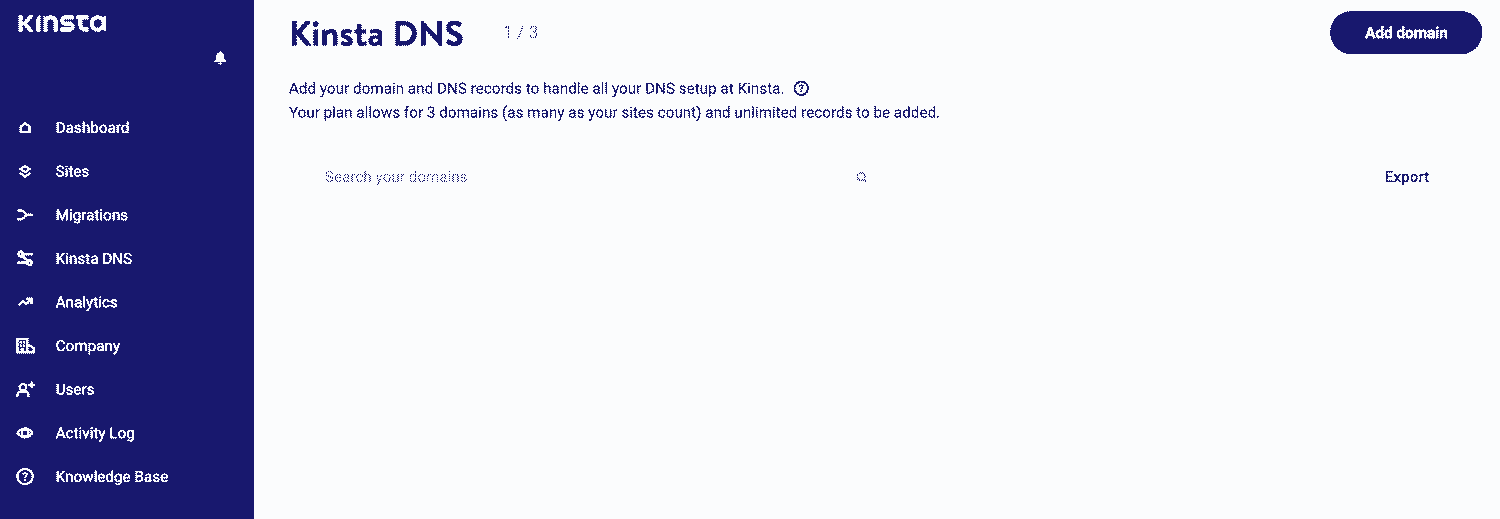 KINSTA
Kinsta DNS 1 / 3
Add domain
Add your domain and DNS records to handle all your DNS setup at Kinsta.
Your plan allows for 3 domains (as many as your sites count) and unlimited records to be added.
Search your domains
Export
Dashboard
Sites
Migrations
Kinsta DNS
Analytics
Company
Users
Activity Log
Knowledge Base